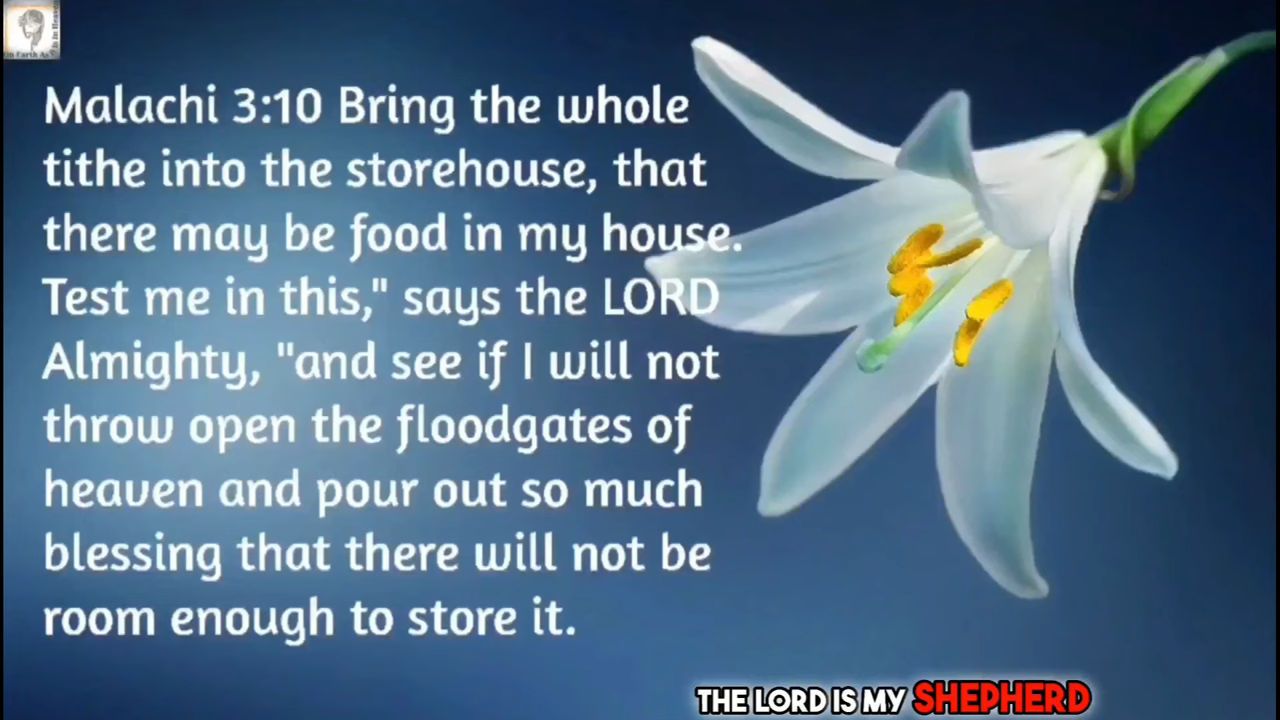 Malachi 3:10 Bring the whole
tithe into the storehouse, that
there may be food in my house.
Test me in this," says the LORD
Almighty, "and see if I will not
throw open the floodgates of
heaven and pour out so much
blessing that there will not be
room enough to store it.
THE LORD IS MY SHEPHERD